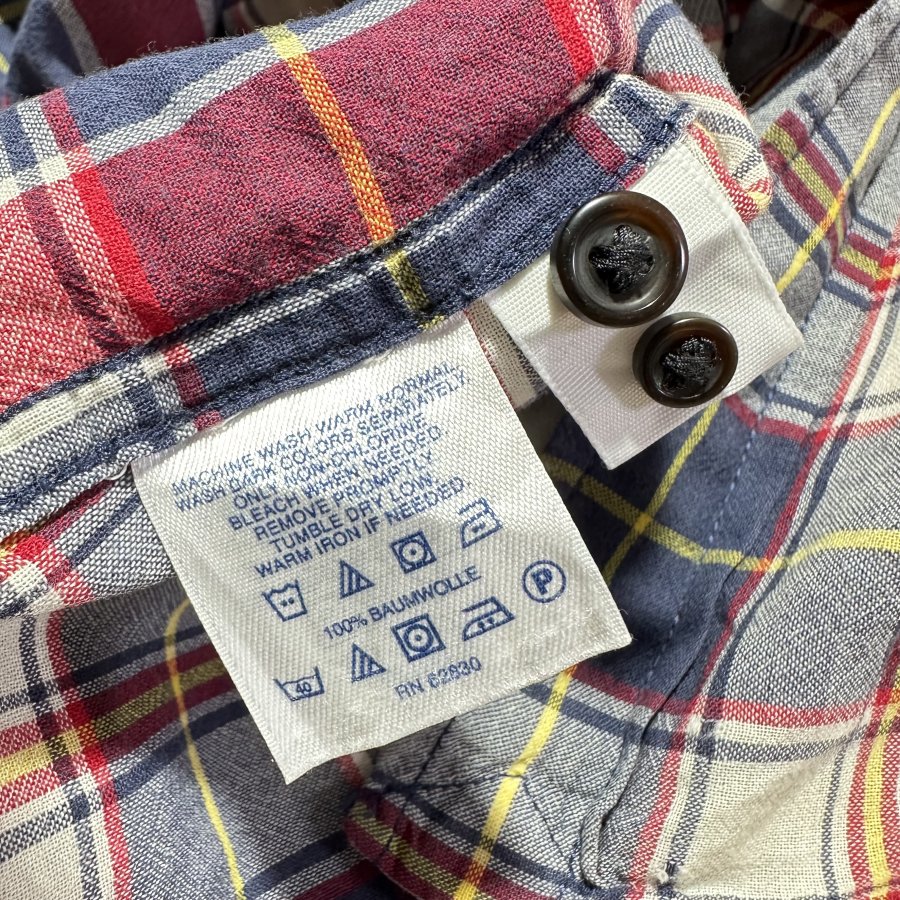 MACHINE WASH WARM NORMAL
WASH DARK COLORS SEPARATELY
ONLY NON-CHLORINE
BLEACH WHEN NEEDED
REMOVE PROMPTLY
TUMBLE DRY LOW
WARM IRON IF NEEDED
100% BAUMWOLLE
P
40
RN 62830